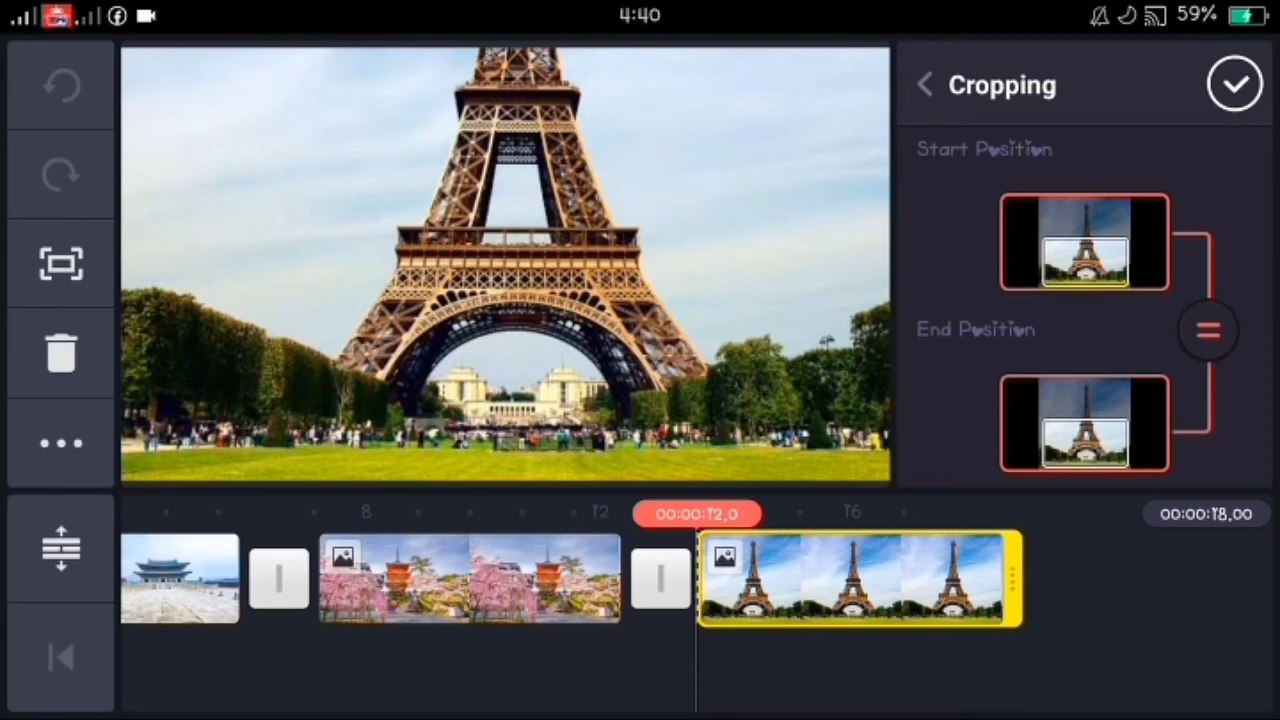 4:40
59%
Cropping
Start Position
End Position
8
12
00:00:12,0
16
00:00:18,00